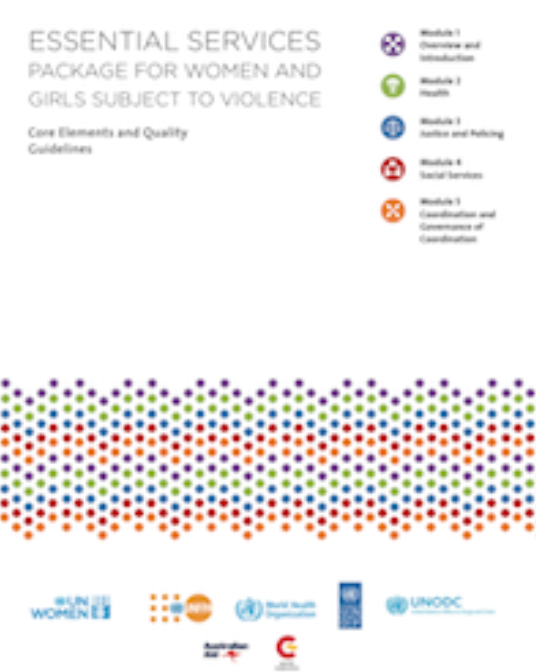 ESSENTIAL SERVICES
PACKAGE FOR WOMEN AND
GIRLS SUBJECT TO VIOLENCE
Core Elements and Quality
Guidelines
Module 1
Overview and
Introduction
Module 2
Health
Module 3
Justice and Policing
Module 4
Social Services
Module 5
Coordination and
Governance of
Coordination
UN
WOMEN
World Health
Organization
UNODC
Australian
Aid